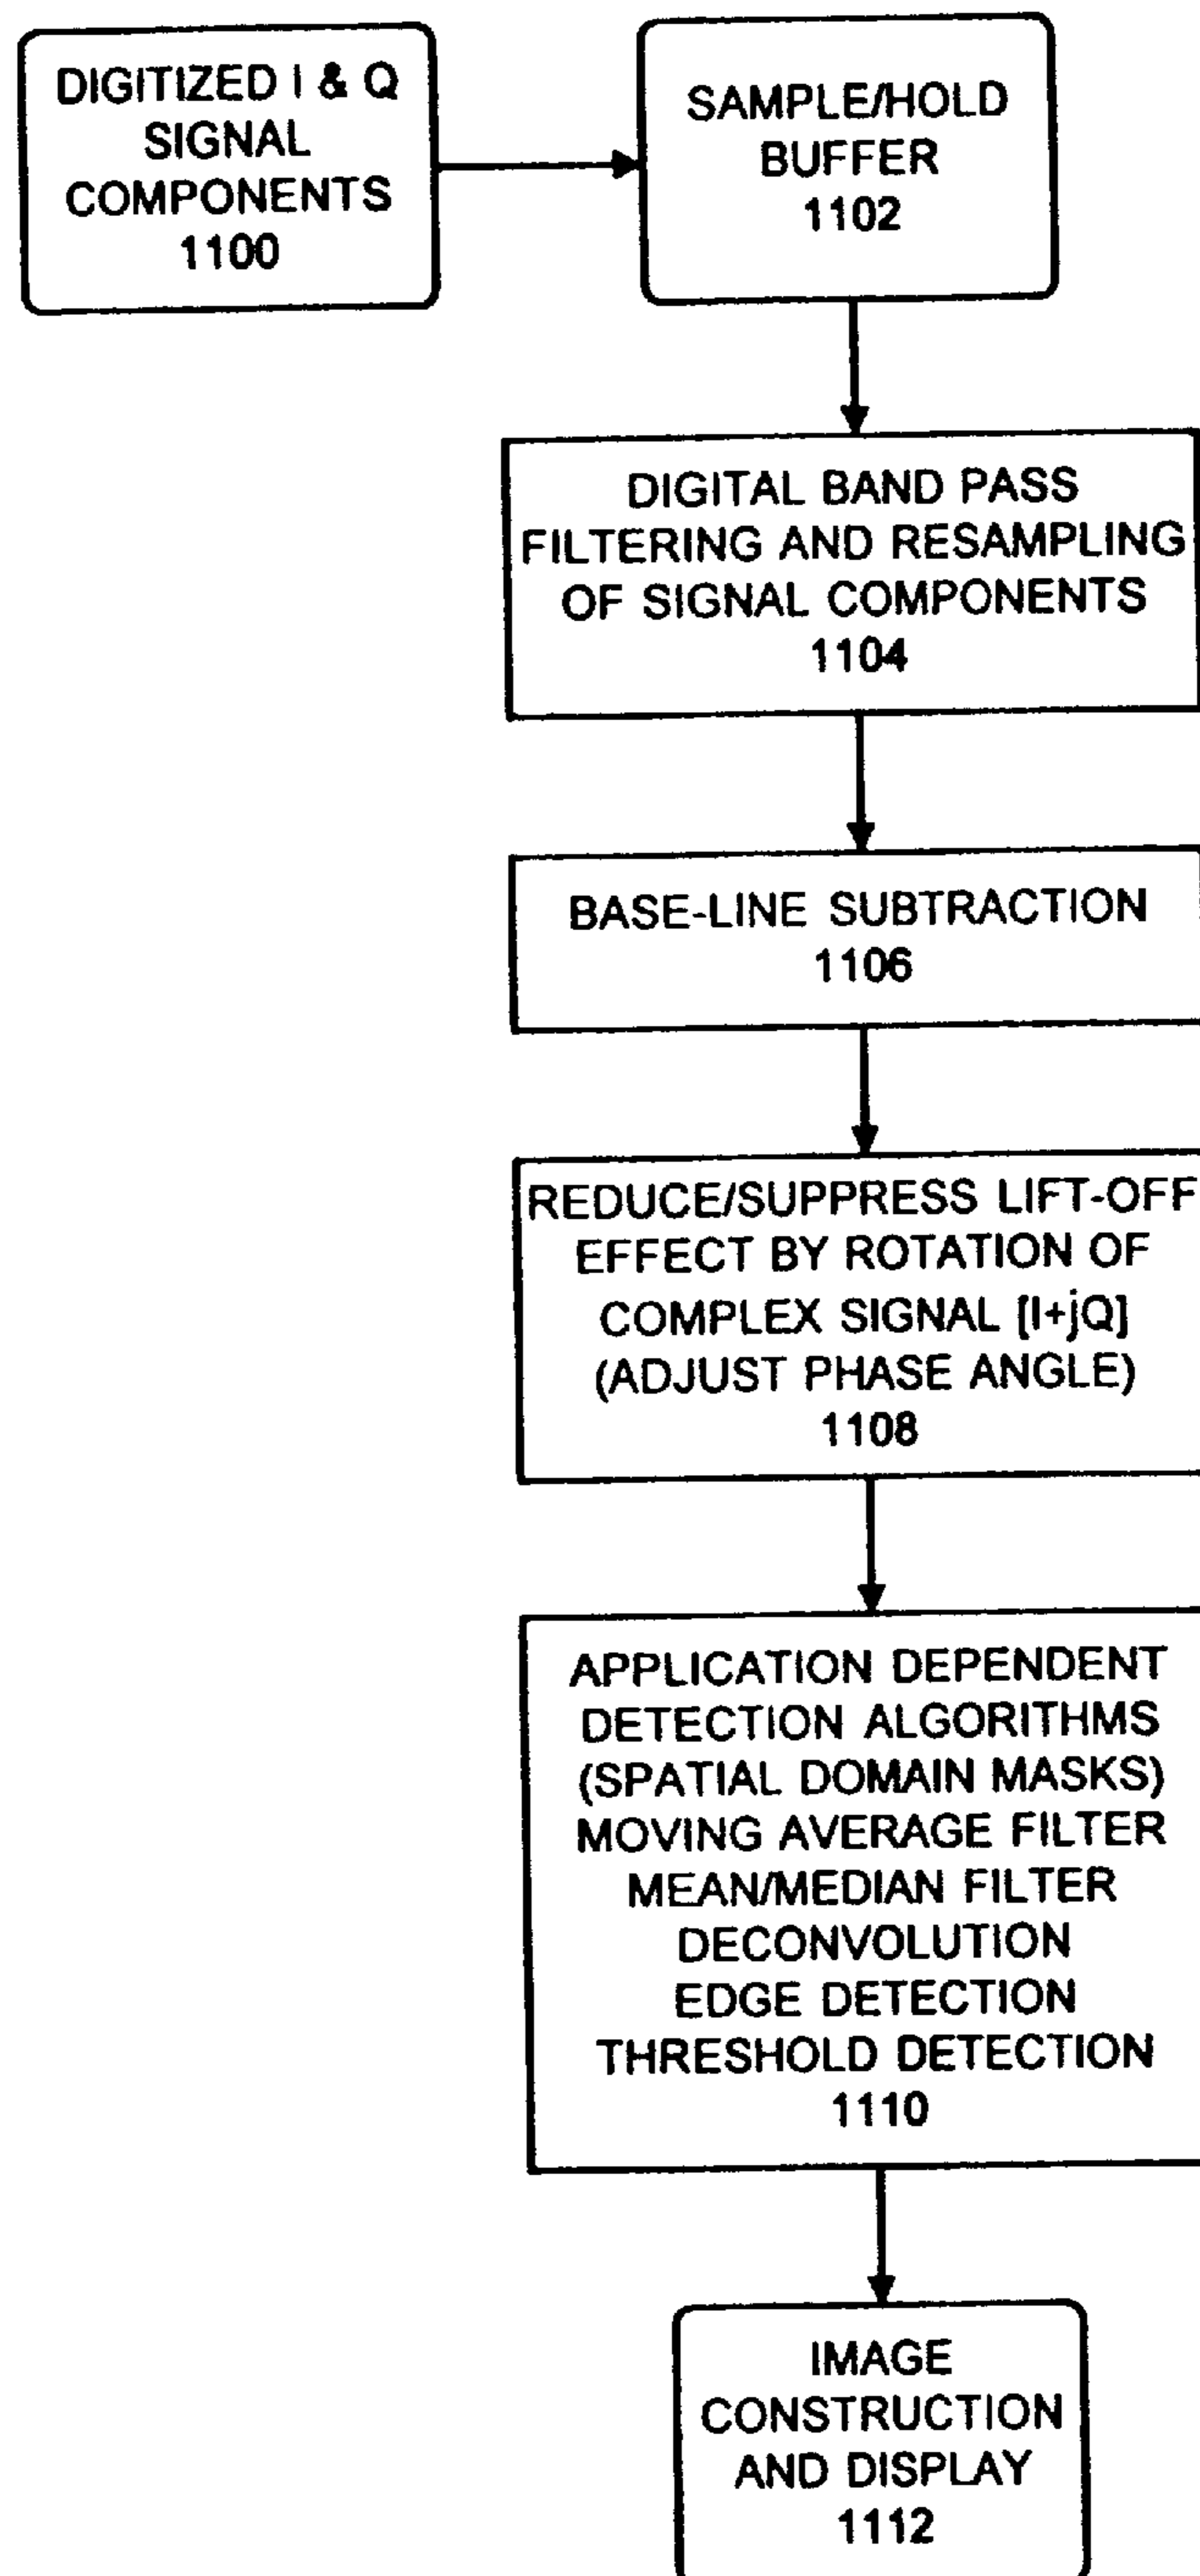 DIGITIZED I & Q
SIGNAL
COMPONENTS
1100
SAMPLE/HOLD
BUFFER
1102
DIGITAL BAND PASS
FILTERING AND RESAMPLING
OF SIGNAL COMPONENTS
1104
BASE-LINE SUBTRACTION
1106
REDUCE/SUPPRESS LIFT-OFF
EFFECT BY ROTATION OF
COMPLEX SIGNAL [I+jQ]
(ADJUST PHASE ANGLE)
1108
APPLICATION DEPENDENT
DETECTION ALGORITHMS
(SPATIAL DOMAIN MASKS)
MOVING AVERAGE FILTER
MEAN/MEDIAN FILTER
DECONVOLUTION
EDGE DETECTION
THRESHOLD DETECTION
1110
IMAGE
CONSTRUCTION
AND DISPLAY
1112